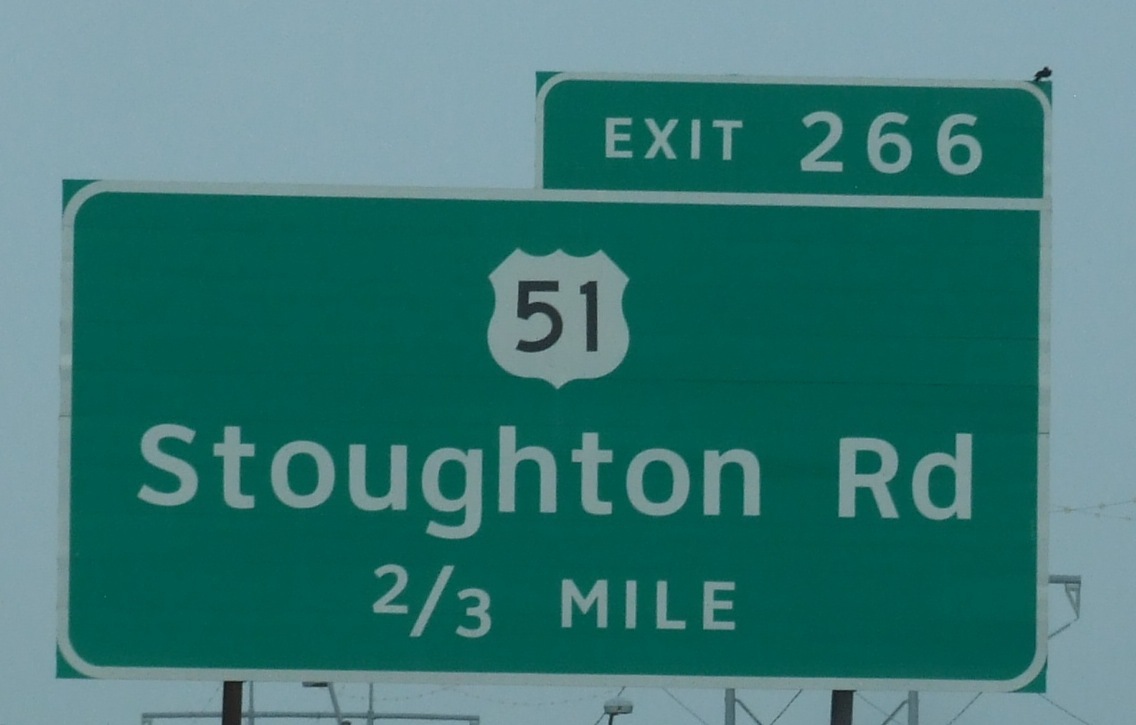 EXIT 266
51
Stoughton Rd
2/3 MILE